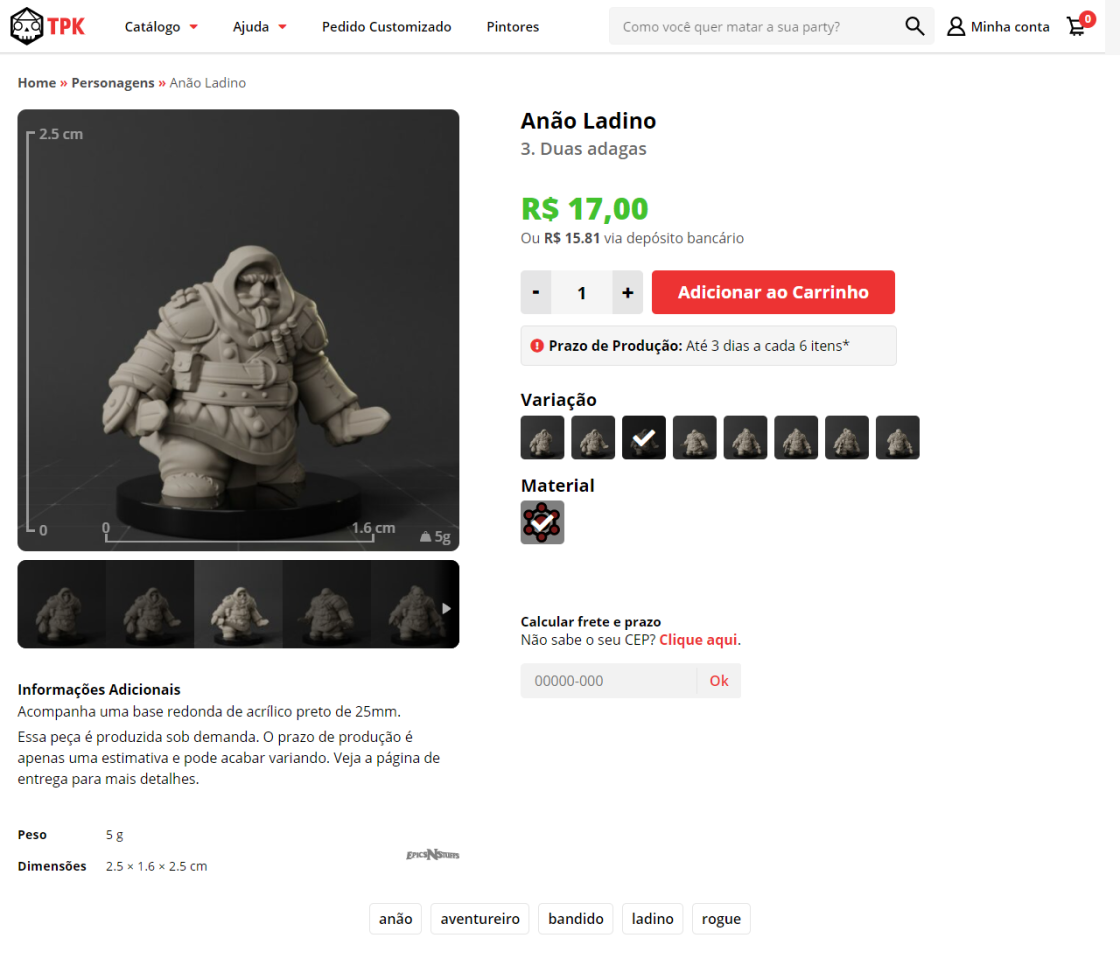 TPK
Catálogo
Ajuda
Pedido Customizado
Pintores
Como você quer matar a sua party?
Minha conta
0
Home » Personagens » Anão Ladino
2.5 cm
0
0
1.6 cm
5g
Anão Ladino
3. Duas adagas
R$ 17,00
Ou R$ 15.81 via depósito bancário
- 1 +
Adicionar ao Carrinho
Prazo de Produção: Até 3 dias a cada 6 itens*
Variação
Material
Calcular frete e prazo
Não sabe o seu CEP? Clique aqui.
00000-000
Ok
Informações Adicionais
Acompanha uma base redonda de acrílico preto de 25mm.
Essa peça é produzida sob demanda. O prazo de produção é
apenas uma estimativa e pode acabar variando. Veja a página de
entrega para mais detalhes.
Peso 5 g
Dimensões 2.5 × 1.6 × 2.5 cm
EPICSNSTUFFS
anão
aventureiro
bandido
ladino
rogue